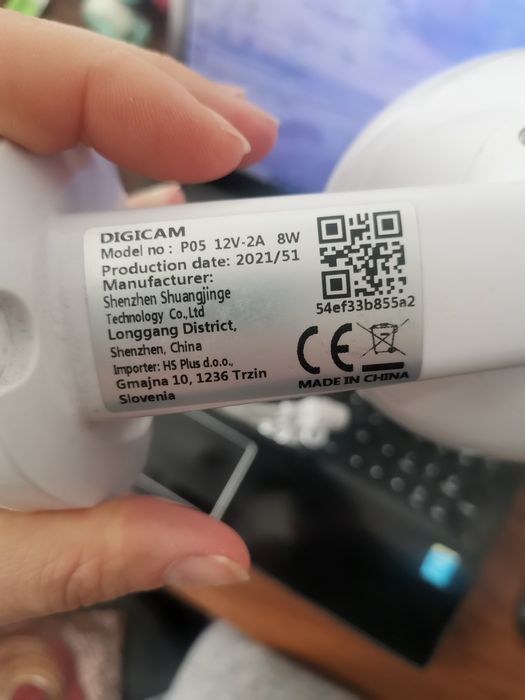 DIGICAM
Model no : P05 12V-2A 8W
Production date: 2021/51
Manufacturer:
Shenzhen Shuangjinge
Technology Co.,Ltd
Longgang District,
Shenzhen, China
Importer: HS Plus d.o.o.,
Gmajna 10, 1236 Trzin
Slovenia
54ef33b855a2
CE
MADE IN CHINA